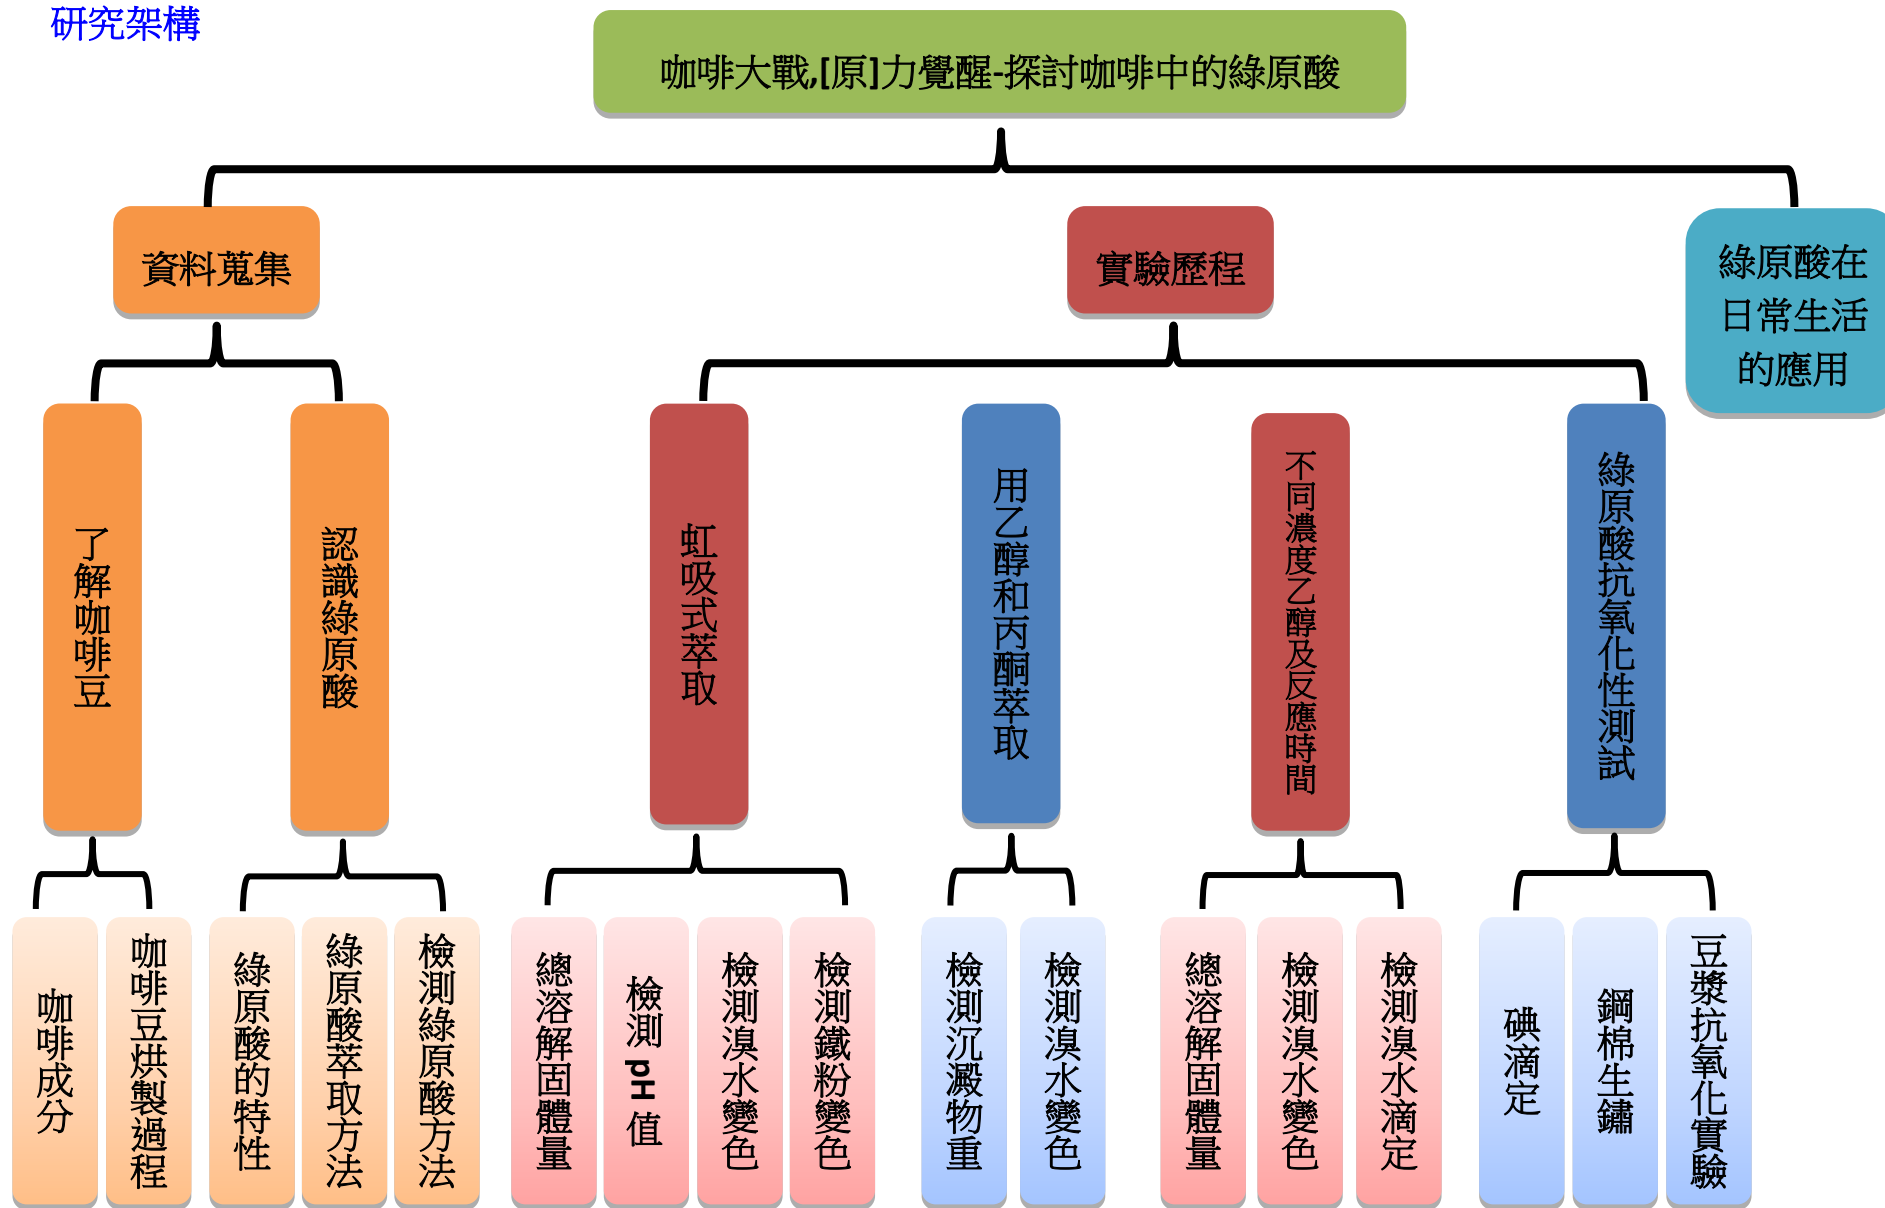 研究架構
咖啡大戰,[原]力覺醒-探討咖啡中的綠原酸
資料蒐集
實驗歷程
綠原酸在
日常生活
的應用
了解咖啡豆
認識綠原酸
虹吸式萃取
用乙醇和丙酮萃取
不同濃度乙醇及反應時間
綠原酸抗氧化性測試
咖啡成分
咖啡豆烘製過程
綠原酸的特性
綠原酸萃取方法
檢測綠原酸方法
總溶解固體量
檢測 pH 值
檢測溴水變色
檢測鐵粉變色
檢測沉澱物重
檢測溴水變色
總溶解固體量
檢測溴水變色
檢測溴水滴定
碘滴定
鋼棉生鏽
豆漿抗氧化實驗